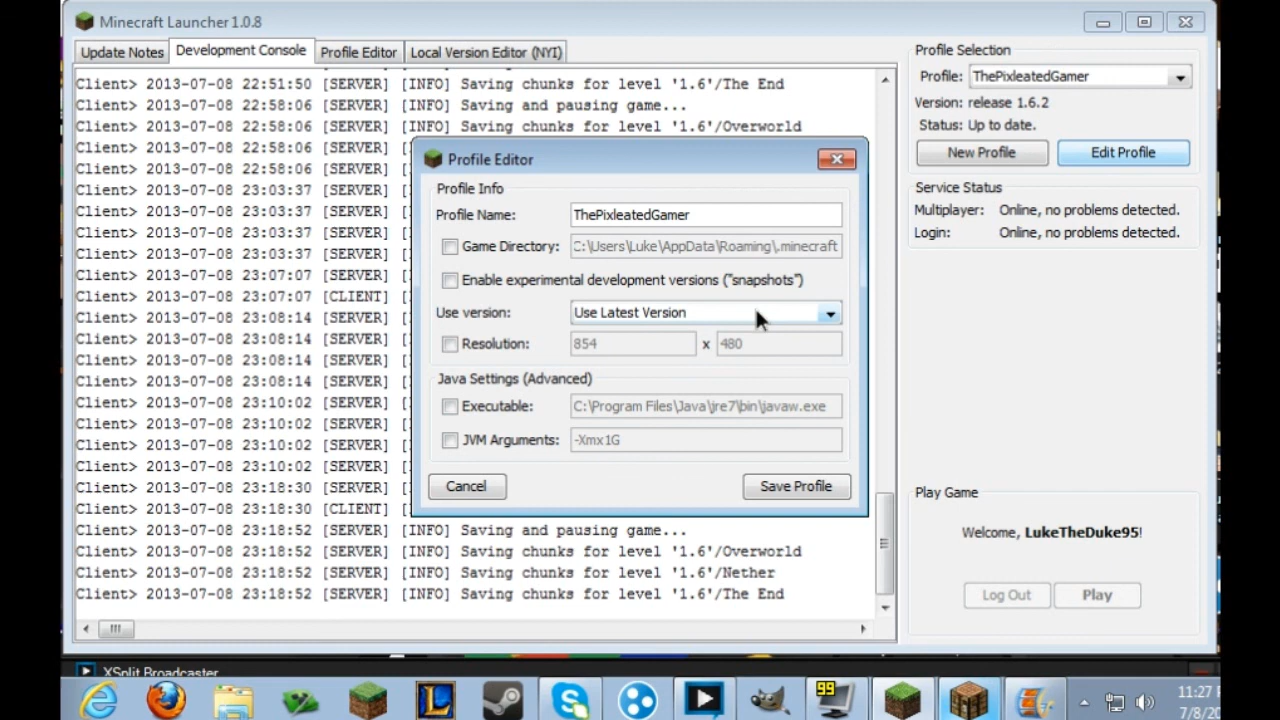 Minecraft Launcher 1.0.8
Update Notes Development Console Profile Editor Local Version Editor (NYI)
Client> 2013-07-08 22:51:50 [SERVER] [INFO] Saving chunks for level '1.6'/The End
Client> 2013-07-08 22:58:06 [SERVER] [INFO] Saving and pausing game...
Client> 2013-07-08 22:58:06 [SERVER] [INFO] Saving chunks for level '1.6'/Overworld
Client> 2013-07-08 22:58:06 [SERVER] [
Client> 2013-07-08 22:58:06 [SERVER] [
Client> 2013-07-08 23:03:37 [SERVER] [
Client> 2013-07-08 23:03:37 [SERVER] [
Client> 2013-07-08 23:03:37 [SERVER] [
Client> 2013-07-08 23:03:37 [SERVER] [
Client> 2013-07-08 23:07:07 [SERVER] [
Client> 2013-07-08 23:07:07 [CLIENT] [
Client> 2013-07-08 23:08:14 [SERVER] [
Client> 2013-07-08 23:08:14 [SERVER] [
Client> 2013-07-08 23:08:14 [SERVER] [
Client> 2013-07-08 23:08:14 [SERVER] [
Client> 2013-07-08 23:10:02 [SERVER] [
Client> 2013-07-08 23:10:02 [SERVER] [
Client> 2013-07-08 23:10:02 [SERVER] [
Client> 2013-07-08 23:10:02 [SERVER] [
Client> 2013-07-08 23:18:30 [SERVER] [
Client> 2013-07-08 23:18:30 [CLIENT] [
Client> 2013-07-08 23:18:52 [SERVER] [INFO] Saving and pausing game...
Client> 2013-07-08 23:18:52 [SERVER] [INFO] Saving chunks for level '1.6'/Overworld
Client> 2013-07-08 23:18:52 [SERVER] [INFO] Saving chunks for level '1.6'/Nether
Client> 2013-07-08 23:18:52 [SERVER] [INFO] Saving chunks for level '1.6'/The End
Profile Editor
Profile Info
Profile Name: ThePixleatedGamer
Game Directory: C:\Users\Luke\AppData\Roaming\.minecraft
Enable experimental development versions ("snapshots")
Use version: Use Latest Version
Resolution: 854 x 480
Java Settings (Advanced)
Executable: C:\Program Files\Java\jre7\bin\javaw.exe
JVM Arguments: -Xmx1G
Cancel Save Profile
Profile Selection
Profile: ThePixleatedGamer
Version: release 1.6.2
Status: Up to date.
New Profile Edit Profile
Service Status
Multiplayer: Online, no problems detected.
Login: Online, no problems detected.
Play Game
Welcome, LukeTheDuke95!
Log Out Play
XSplit Broadcaster
99
11:27
7/8/20